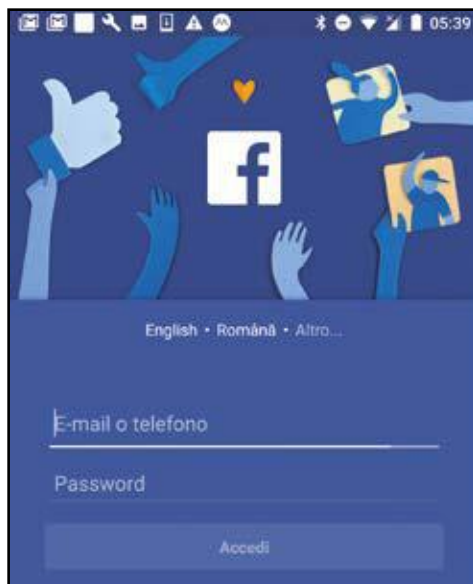 05:39
English • Română • Altro...
E-mail o telefono
Password
Accedi